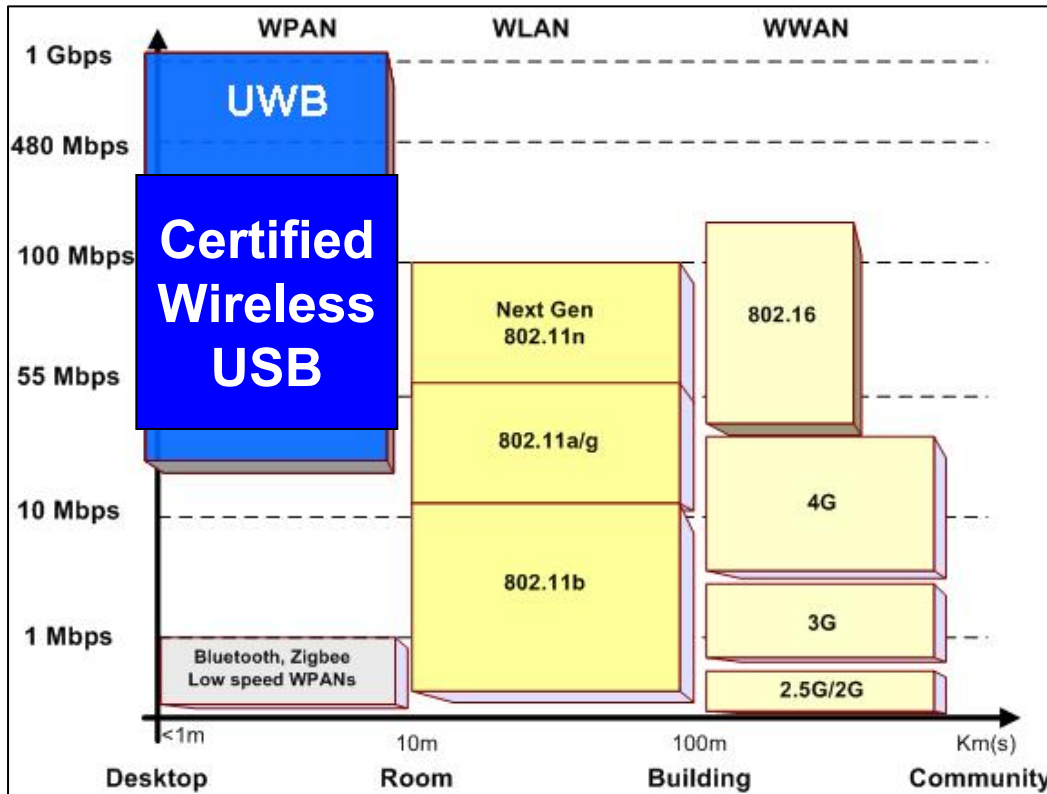 WPAN WLAN WWAN
1 Gbps
UWB
480 Mbps
Certified
Wireless
USB
100 Mbps
Next Gen
802.11n
802.16
55 Mbps
802.11a/g
4G
10 Mbps
802.11b
3G
1 Mbps
Bluetooth, Zigbee
Low speed WPANs
2.5G/2G
<1m 10m 100m Km(s)
Desktop Room Building Community